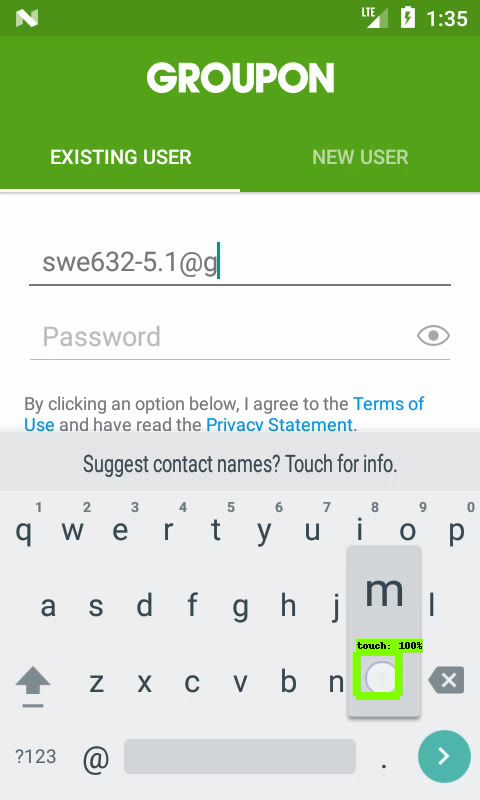 LTE 1:35
GROUPON
EXISTING USER NEW USER
swe632-5.1@g
Password
By clicking an option below, I agree to the Terms of
Use and have read the Privacy Statement.
Suggest contact names? Touch for info.
1 2 3 4 5 6 7 8 9 0
q w e r t y u i o p
m
a s d f g h j l
touch: 100%
z x c v b n
?123 @ .